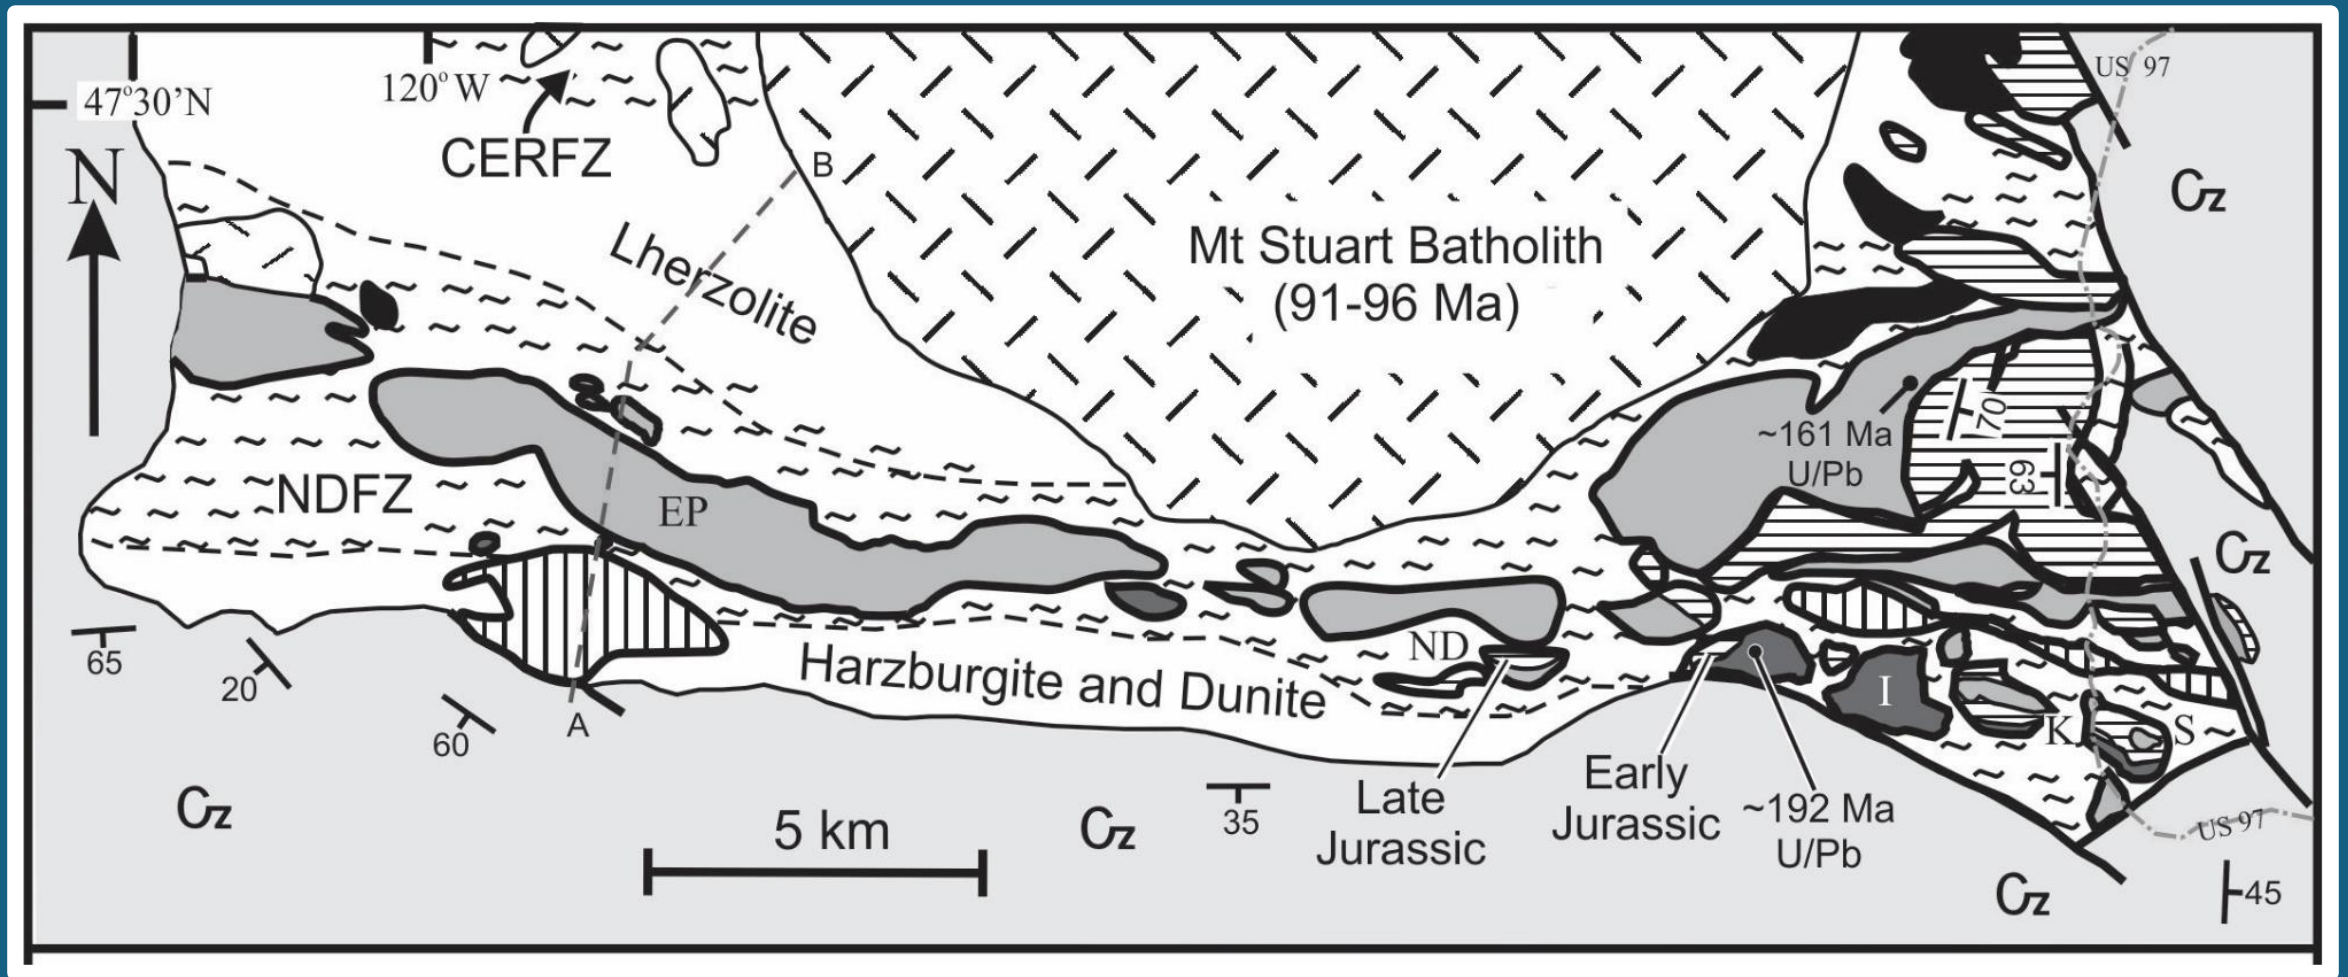 US 97
120° W
47°30'N
N
CERFZ
B
Cz
Lherzolite
Mt Stuart Batholith
(91-96 Ma)
70
~161 Ma
U/Pb
63
NDFZ
EP
Cz
ND
Harzburgite and Dunite
65
20
60
A
I
K
S
Early
Jurassic
Late
Jurassic
~192 Ma
U/Pb
Cz
5 km
Cz
35
US 97
Cz
45